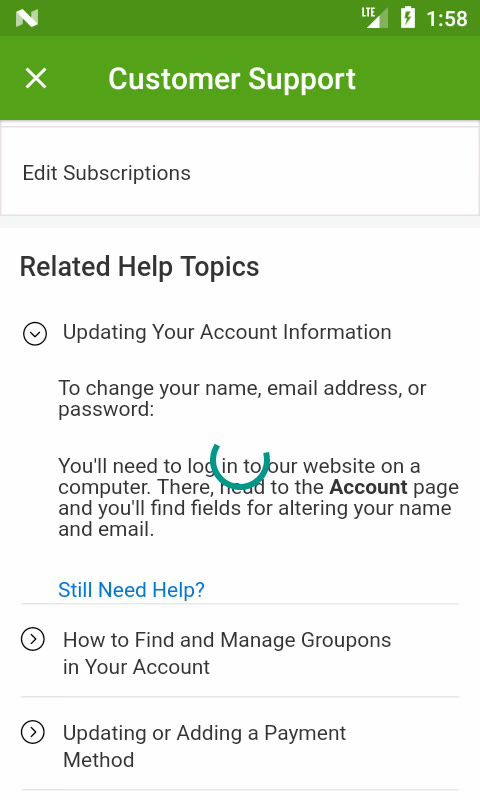 LTE 1:58
Customer Support
Edit Subscriptions
Related Help Topics
Updating Your Account Information
To change your name, email address, or
password:
You'll need to log in to our website on a
computer. There, head to the Account page
and you'll find fields for altering your name
and email.
Still Need Help?
How to Find and Manage Groupons
in Your Account
Updating or Adding a Payment
Method